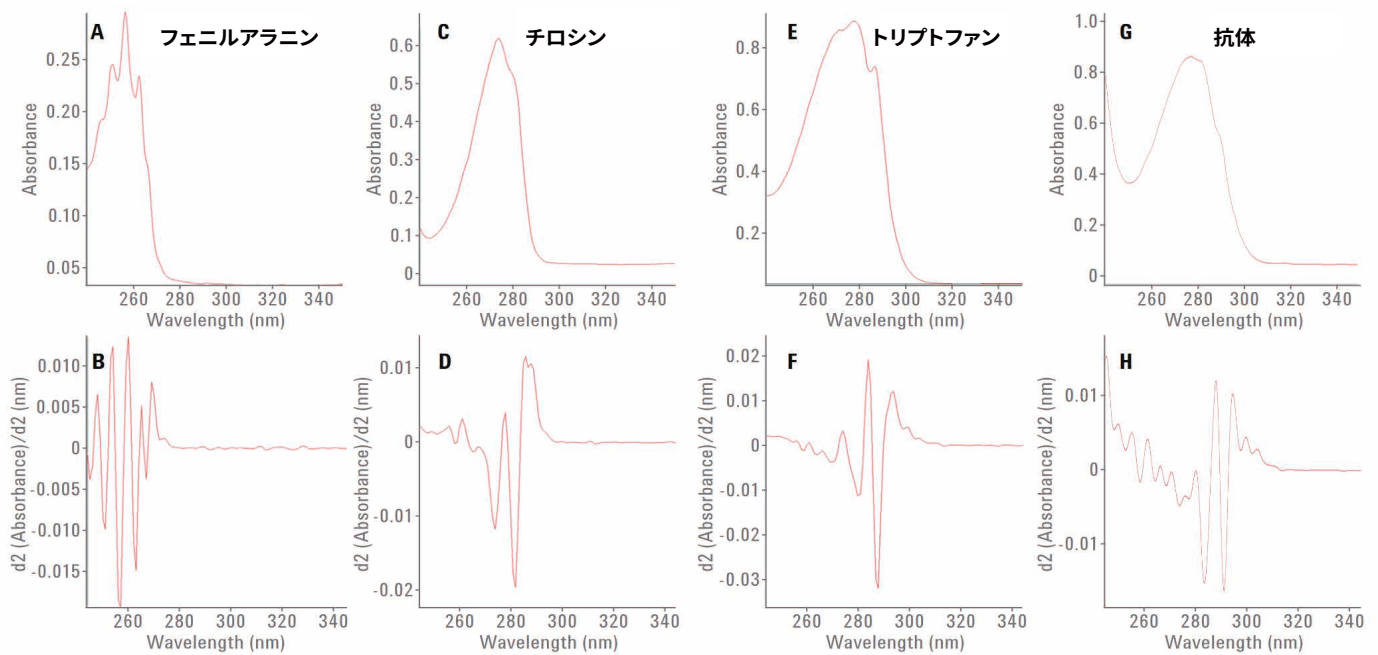 A フェニルアラニン
Absorbance
0.25
0.20
0.15
0.10
0.05
260 280 300 320 340
Wavelength (nm)
C チロシン
Absorbance
0.6
0.5
0.4
0.3
0.2
0.1
0
260 280 300 320 340
Wavelength (nm)
E トリプトファン
Absorbance
0.8
0.6
0.4
0.2
260 280 300 320 340
Wavelength (nm)
G 抗体
Absorbance
1.0
0.8
0.6
0.4
0.2
0
260 280 300 320 340
Wavelength (nm)
B
d2 (Absorbance)/d2 (nm)
0.010
0.005
0
-0.005
-0.010
-0.015
260 280 300 320 340
Wavelength (nm)
D
d2 (Absorbance)/d2 (nm)
0.01
0
-0.01
-0.02
260 280 300 320 340
Wavelength (nm)
F
d2 (Absorbance)/d2 (nm)
0.02
0.01
0
-0.01
-0.02
-0.03
260 280 300 320 340
Wavelength (nm)
H
d2 (Absorbance)/d2 (nm)
0.01
0
-0.01
260 280 300 320 340
Wavelength (nm)